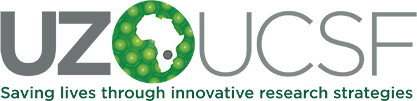 UZ UCSF
Saving lives through innovative research strategies